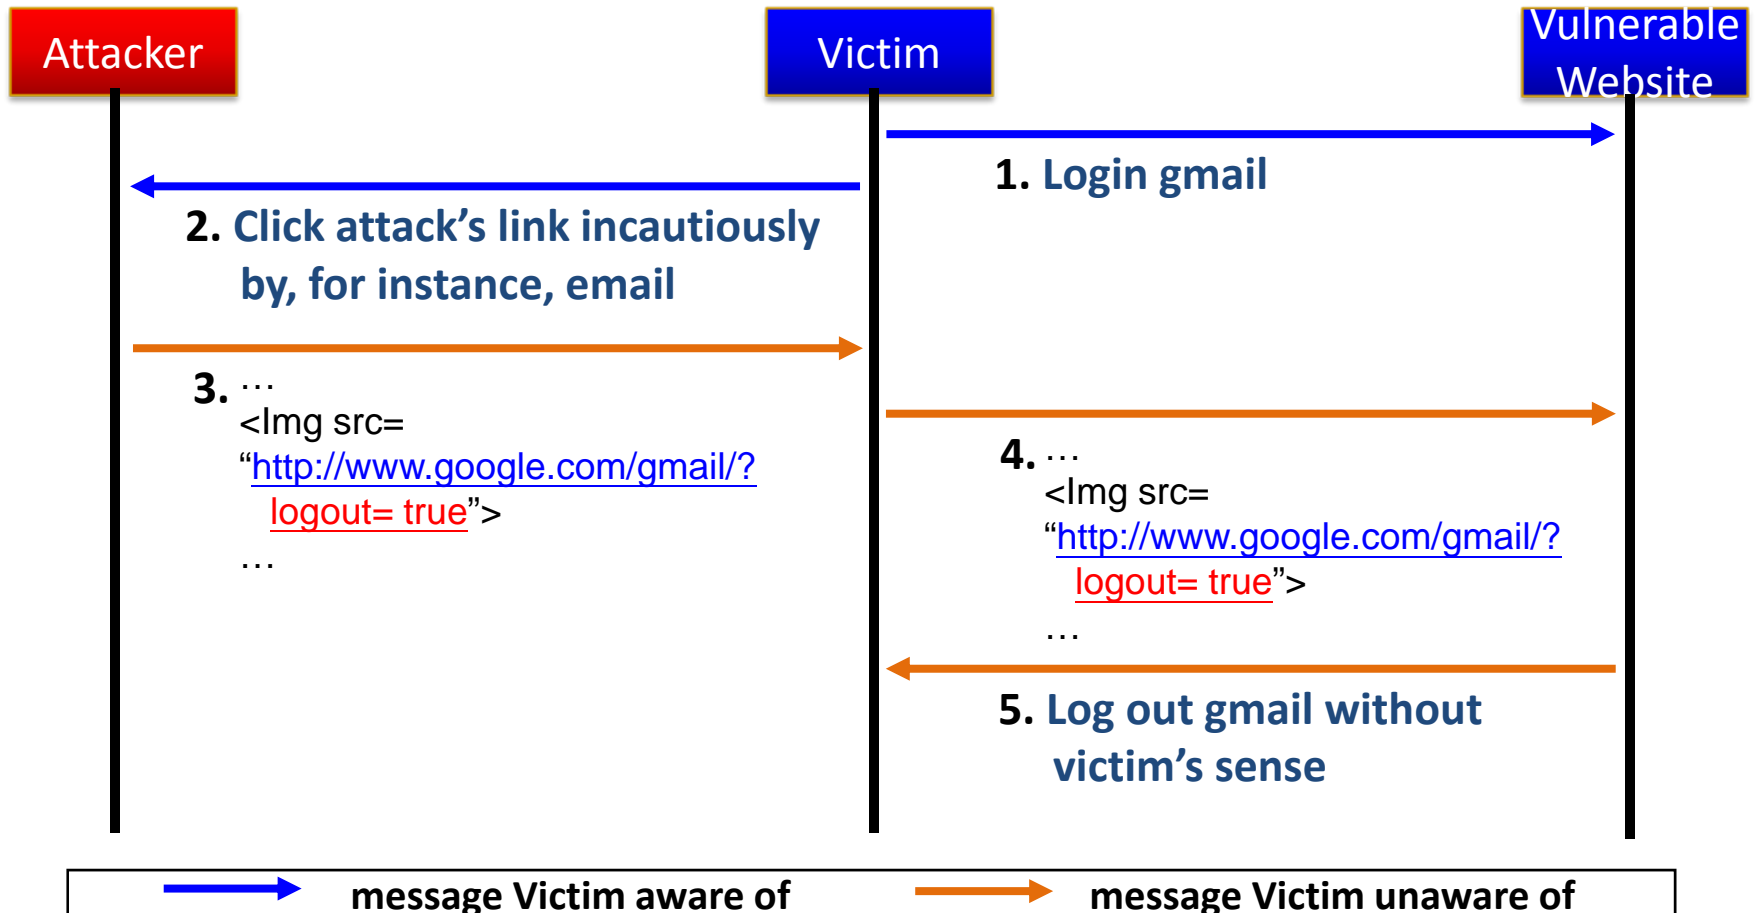 Attacker
Victim
Vulnerable
Website
1. Login gmail
2. Click attack’s link incautiously
by, for instance, email
3. …
<Img src=
“http://www.google.com/gmail/?
logout= true”>
…
4. …
<Img src=
“http://www.google.com/gmail/?
logout= true”>
…
5. Log out gmail without
victim’s sense
message Victim aware of
message Victim unaware of